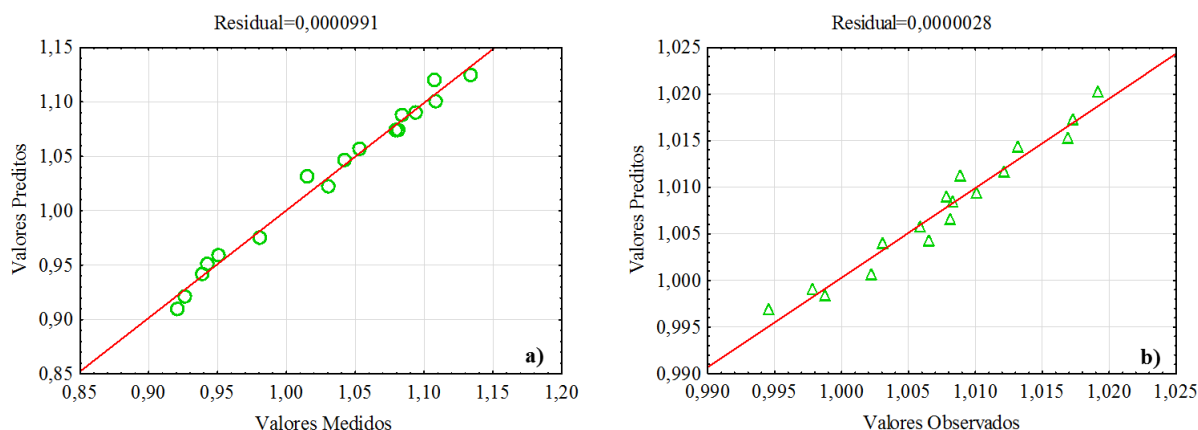 Residual=0,0000991
Valores Preditos
1,15
1,10
1,05
1,00
0,95
0,90
0,85
a)
0,85 0,90 0,95 1,00 1,05 1,10 1,15 1,20
Valores Medidos
Residual=0,0000028
Valores Preditos
1,025
1,020
1,015
1,010
1,005
1,000
0,995
0,990
b)
0,990 0,995 1,000 1,005 1,010 1,015 1,020 1,025
Valores Observados